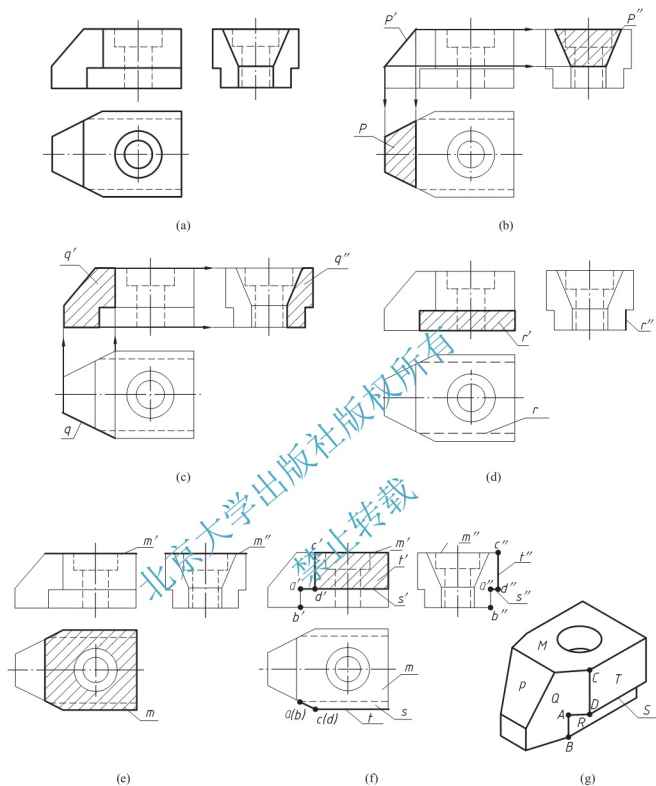 (a)
p′
p″
p
(b)
q′
q″
q
(c)
r′
r″
r
(d)
m′
m″
m
(e)
c′
m′
t′
a
d′
s′
b′
m″
c″
t″
a″
d″
s″
b″
m
s
a(b)
c(d)
t
(f)
M
P
Q
C
T
A
D
R
S
B
(g)
北京大学出版社版权所有
禁止转载